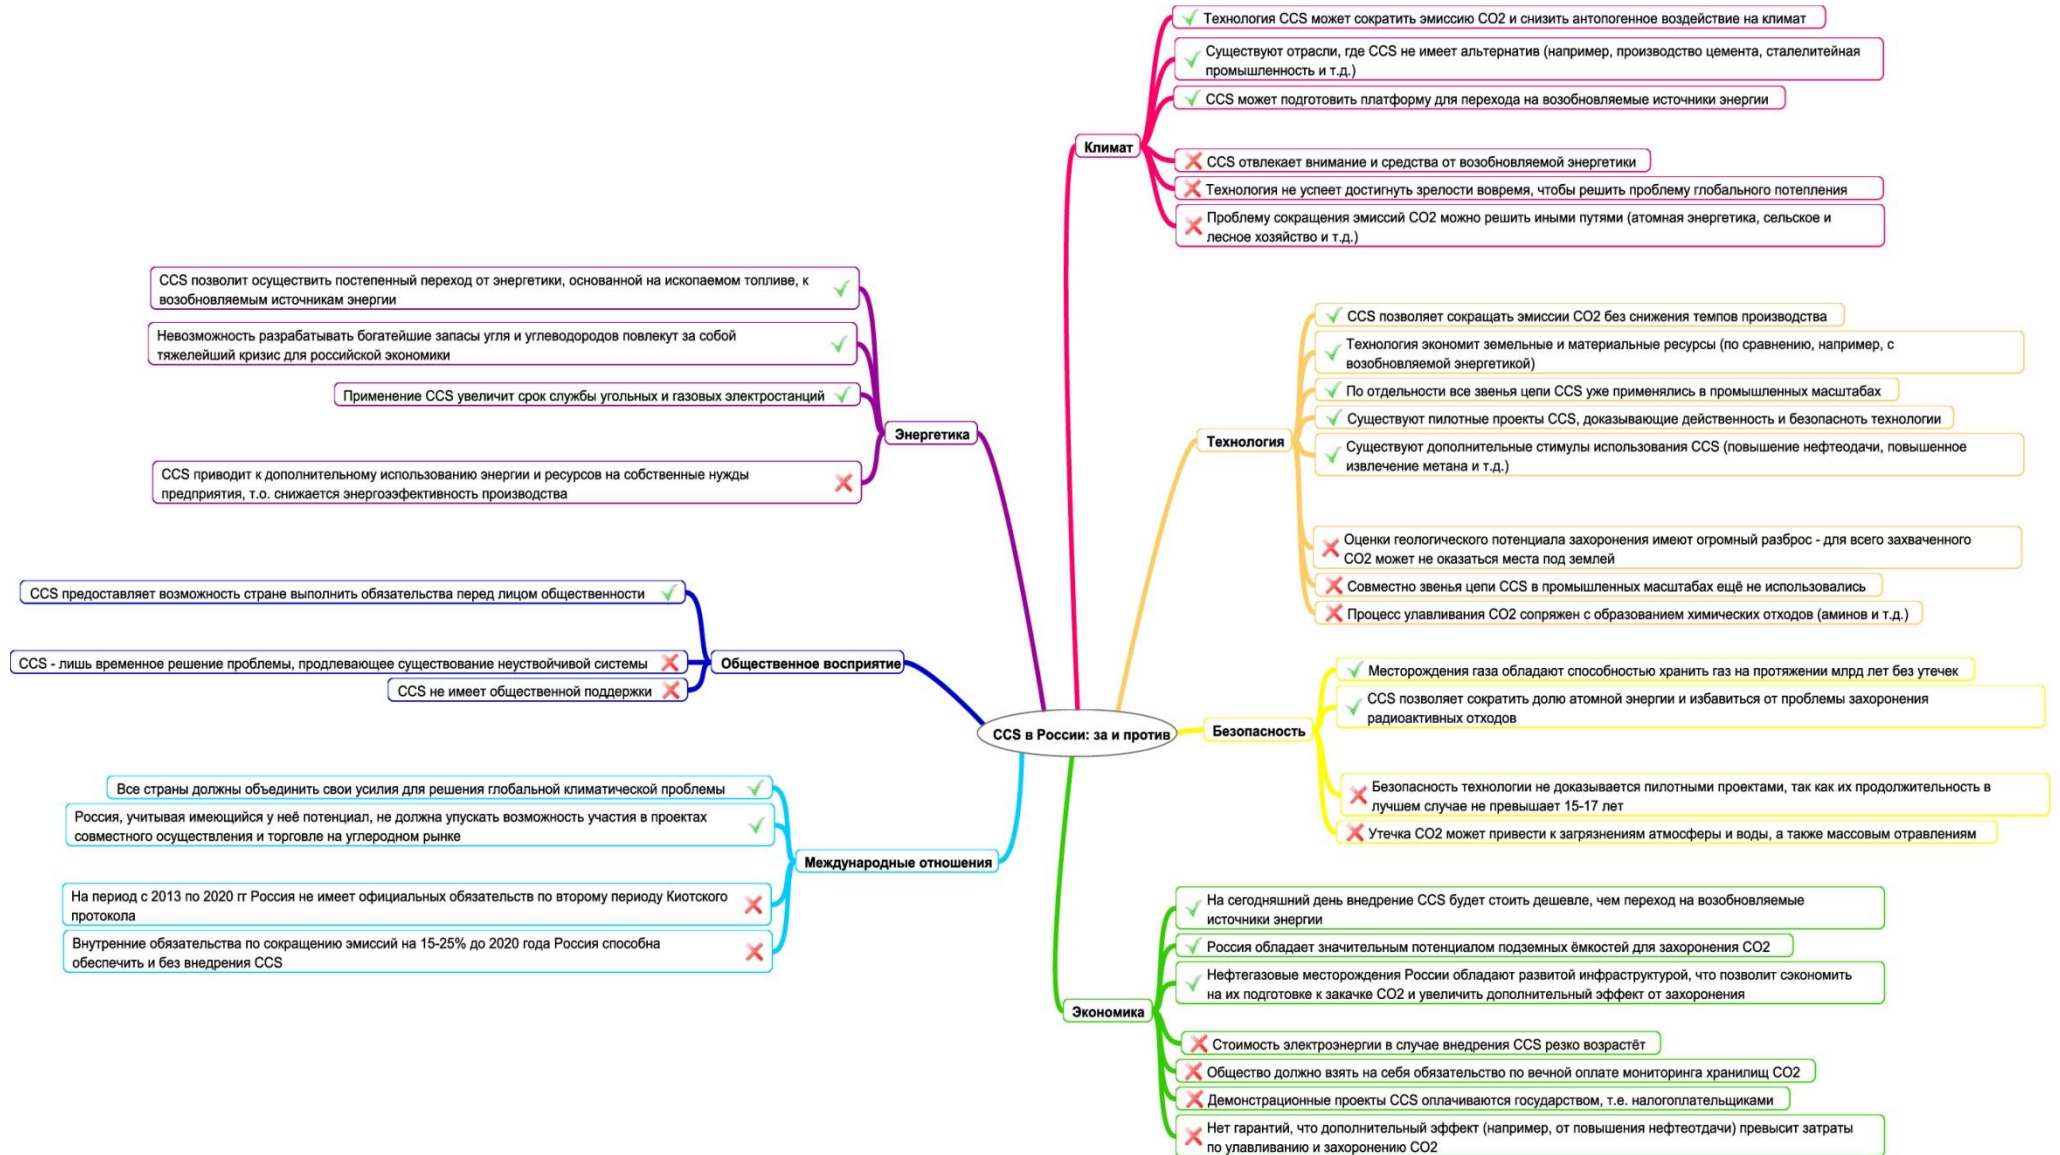 CCS в России: за и против
Климат
Технология CCS может сократить эмиссию CO2 и снизить антопогенное воздействие на климат
Существуют отрасли, где CCS не имеет альтернатив (например, производство цемента, сталелитейная
промышленность и т.д.)
CCS может подготовить платформу для перехода на возобновляемые источники энергии
CCS отвлекает внимание и средства от возобновляемой энергетики
Технология не успеет достигнуть зрелости вовремя, чтобы решить проблему глобального потепления
Проблему сокращения эмиссий CO2 можно решить иными путями (атомная энергетика, сельское и
лесное хозяйство и т.д.)
Технология
CCS позволяет сокращать эмиссии CO2 без снижения темпов производства
Технология экономит земельные и материальные ресурсы (по сравнению, например, с
возобновляемой энергетикой)
По отдельности все звенья цепи CCS уже применялись в промышленных масштабах
Существуют пилотные проекты CCS, доказывающие действенность и безопасноть технологии
Существуют дополнительные стимулы использования CCS (повышение нефтеодачи, повышенное
извлечение метана и т.д.)
Оценки геологического потенциала захоронения имеют огромный разброс - для всего захваченного
CO2 может не оказаться места под землей
Совместно звенья цепи CCS в промышленных масштабах ещё не использовались
Процесс улавливания CO2 сопряжен с образованием химических отходов (аминов и т.д.)
Безопасность
Месторождения газа обладают способностью хранить газ на протяжении млрд лет без утечек
CCS позволяет сократить долю атомной энергии и избавиться от проблемы захоронения
радиоактивных отходов
Безопасность технологии не доказывается пилотными проектами, так как их продолжительность в
лучшем случае не превышает 15-17 лет
Утечка CO2 может привести к загрязнениям атмосферы и воды, а также массовым отравлениям
Экономика
На сегодняшний день внедрение CCS будет стоить дешевле, чем переход на возобновляемые
источники энергии
Россия обладает значительным потенциалом подземных ёмкостей для захоронения CO2
Нефтегазовые месторождения России обладают развитой инфраструктурой, что позволит сэкономить
на их подготовке к закачке CO2 и увеличить дополнительный эффект от захоронения
Стоимость электроэнергии в случае внедрения CCS резко возрастёт
Общество должно взять на себя обязательство по вечной оплате мониторинга хранилищ CO2
Демонстрационные проекты CCS оплачиваются государством, т.е. налогоплательщиками
Нет гарантий, что дополнительный эффект (например, от повышения нефтеотдачи) превысит затраты
по улавливанию и захоронению CO2
Энергетика
CCS позволит осуществить постепенный переход от энергетики, основанной на ископаемом топливе, к
возобновляемым источникам энергии
Невозможность разрабатывать богатейшие запасы угля и углеводородов повлекут за собой
тяжелейший кризис для российской экономики
Применение CCS увеличит срок службы угольных и газовых электростанций
CCS приводит к дополнительному использованию энергии и ресурсов на собственные нужды
предприятия, т.о. снижается энергоээфективность производства
Общественное восприятие
CCS предоставляет возможность стране выполнить обязательства перед лицом общественности
CCS - лишь временное решение проблемы, продлевающее существование неуствойчивой системы
CCS не имеет общественной поддержки
Международные отношения
Все страны должны объединить свои усилия для решения глобальной климатической проблемы
Россия, учитывая имеющийся у неё потенциал, не должна упускать возможность участия в проектах
совместного осуществления и торговле на углеродном рынке
На период с 2013 по 2020 гг Россия не имеет официальных обязательств по второму периоду Киотского
протокола
Внутренние обязательства по сокращению эмиссий на 15-25% до 2020 года Россия способна
обеспечить и без внедрения CCS